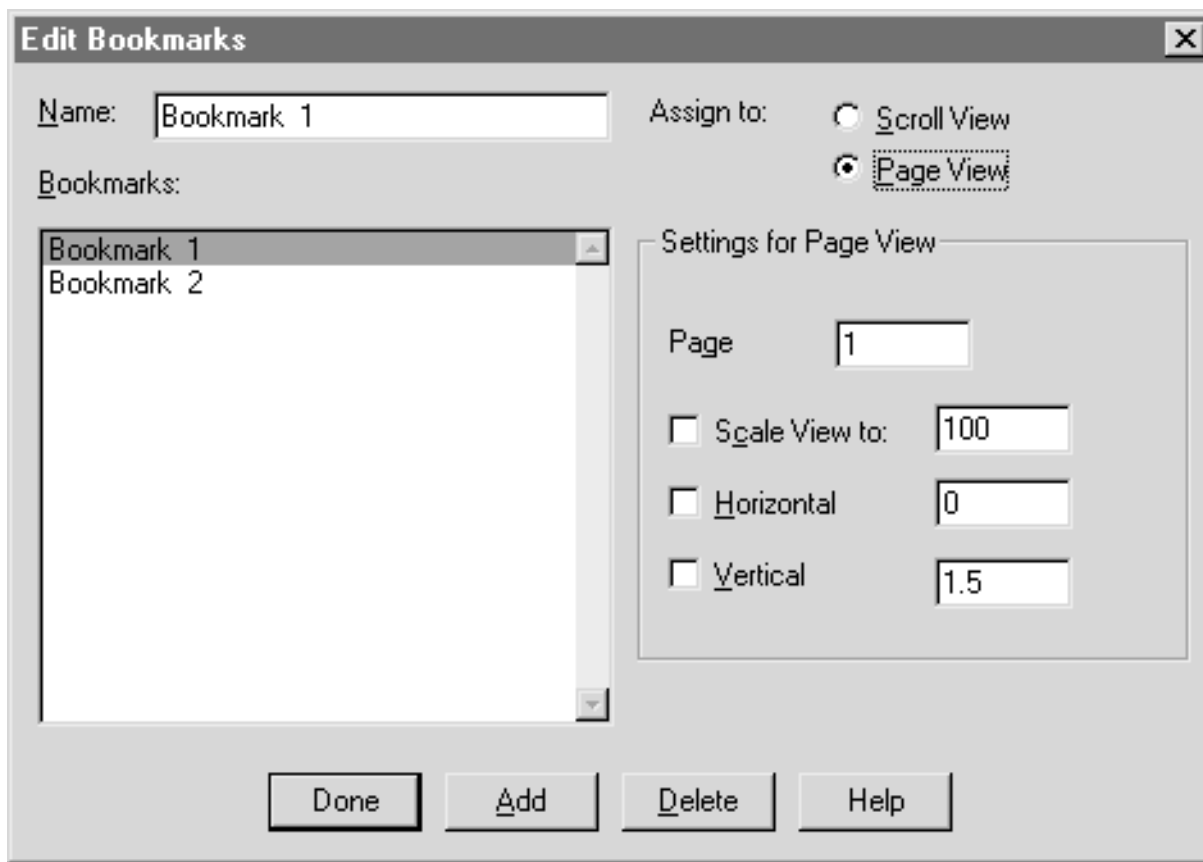 Edit Bookmarks
Name: Bookmark 1
Assign to: Scroll View
Page View
Bookmarks:
Bookmark 1
Bookmark 2
Settings for Page View
Page 1
Scale View to: 100
Horizontal 0
Vertical 1.5
Done Add Delete Help